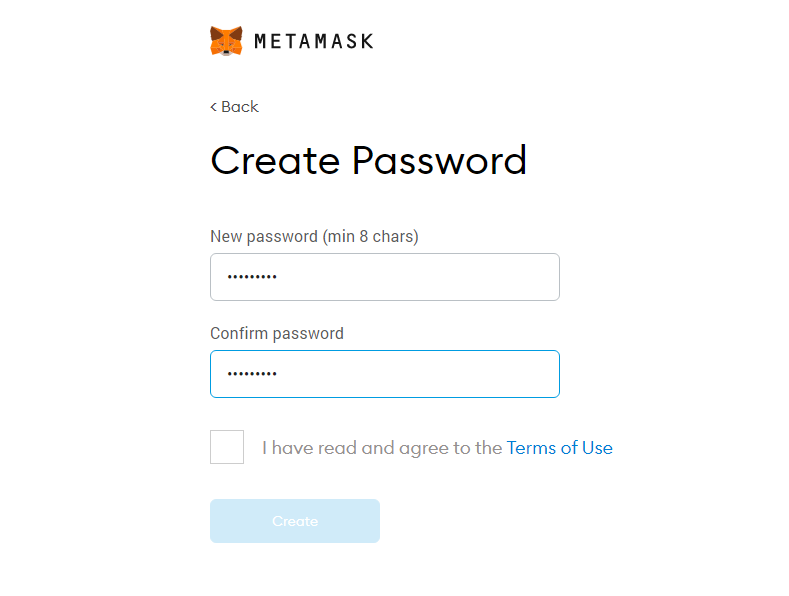 METAMASK
< Back
Create Password
New password (min 8 chars)
•••••••••
Confirm password
•••••••••
I have read and agree to the Terms of Use
Create